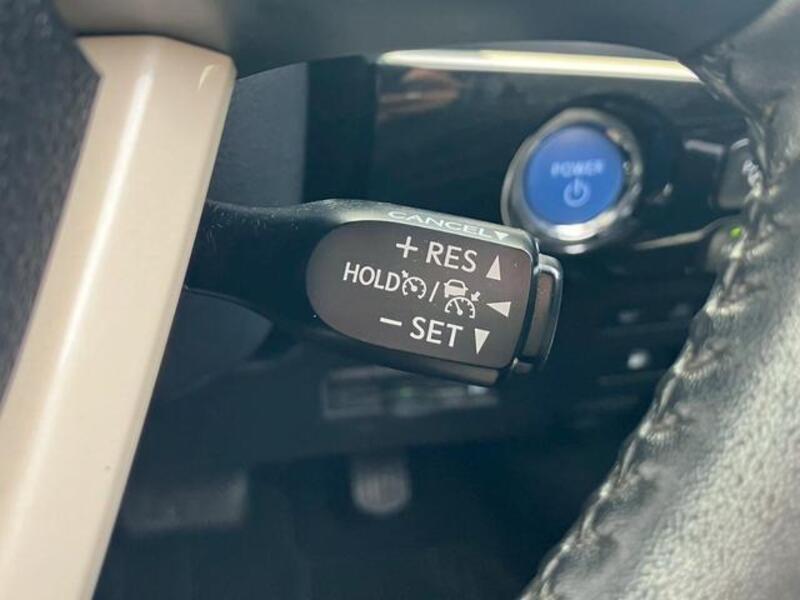 CANCEL▼
+ RES ▲
HOLD / ◀
− SET ▼
POWER